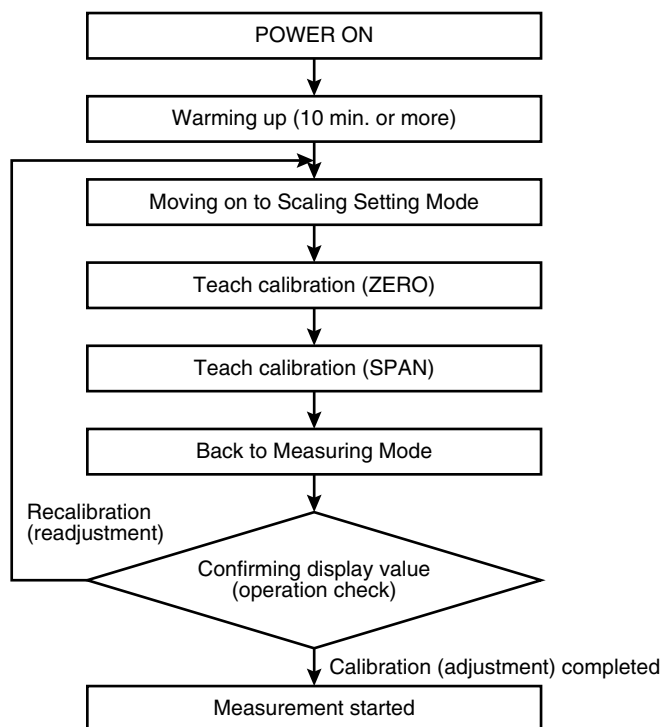 POWER ON
Warming up (10 min. or more)
Moving on to Scaling Setting Mode
Teach calibration (ZERO)
Teach calibration (SPAN)
Back to Measuring Mode
Recalibration
(readjustment)
Confirming display value
(operation check)
Calibration (adjustment) completed
Measurement started